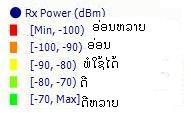 Rx Power (dBm)
[Min, -100) ອ່ອນຫລາຍ
[-100, -90) ອ່ອນ
[-90, -80) ພໍໃຊ້ໄດ້
[-80, -70) ດີ
[-70, Max] ດີຫລາຍ